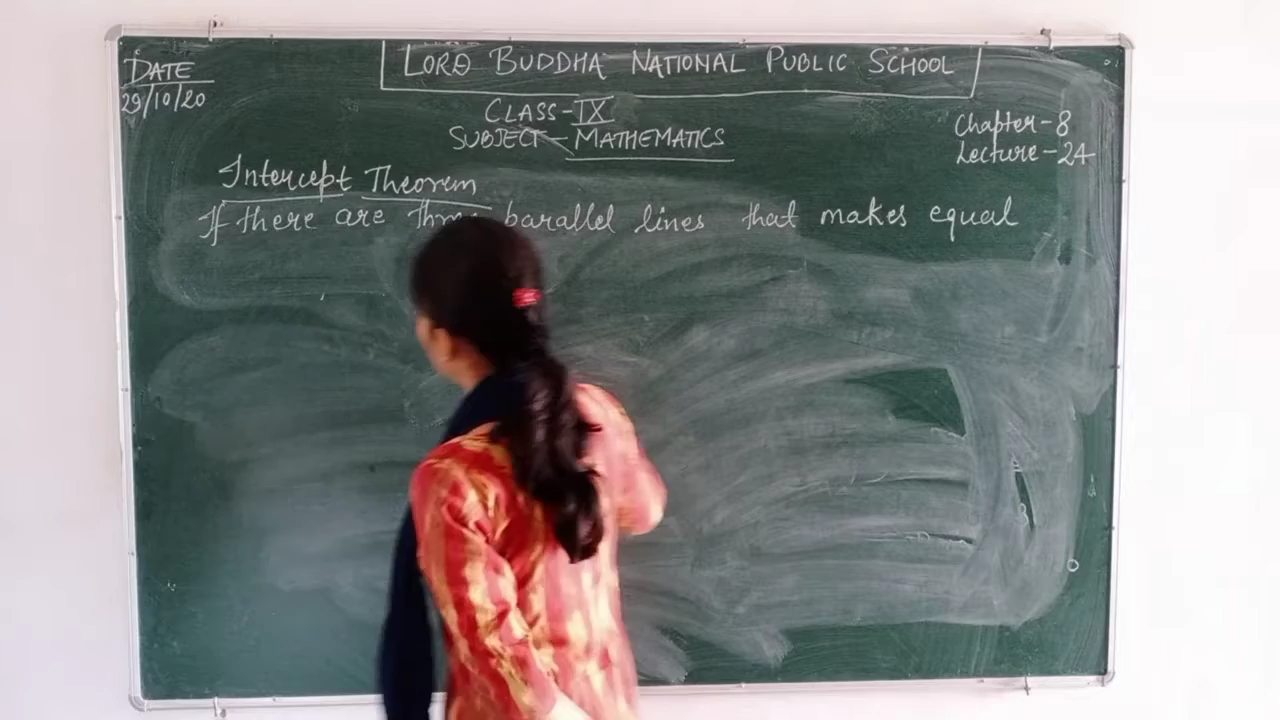 DATE
29/10/20
LORD BUDDHA NATIONAL PUBLIC SCHOOL
CLASS-IX
SUBJECT-MATHEMATICS
Chapter-8
Lecture-24
Intercept Theorem
If there are three parallel lines that makes equal